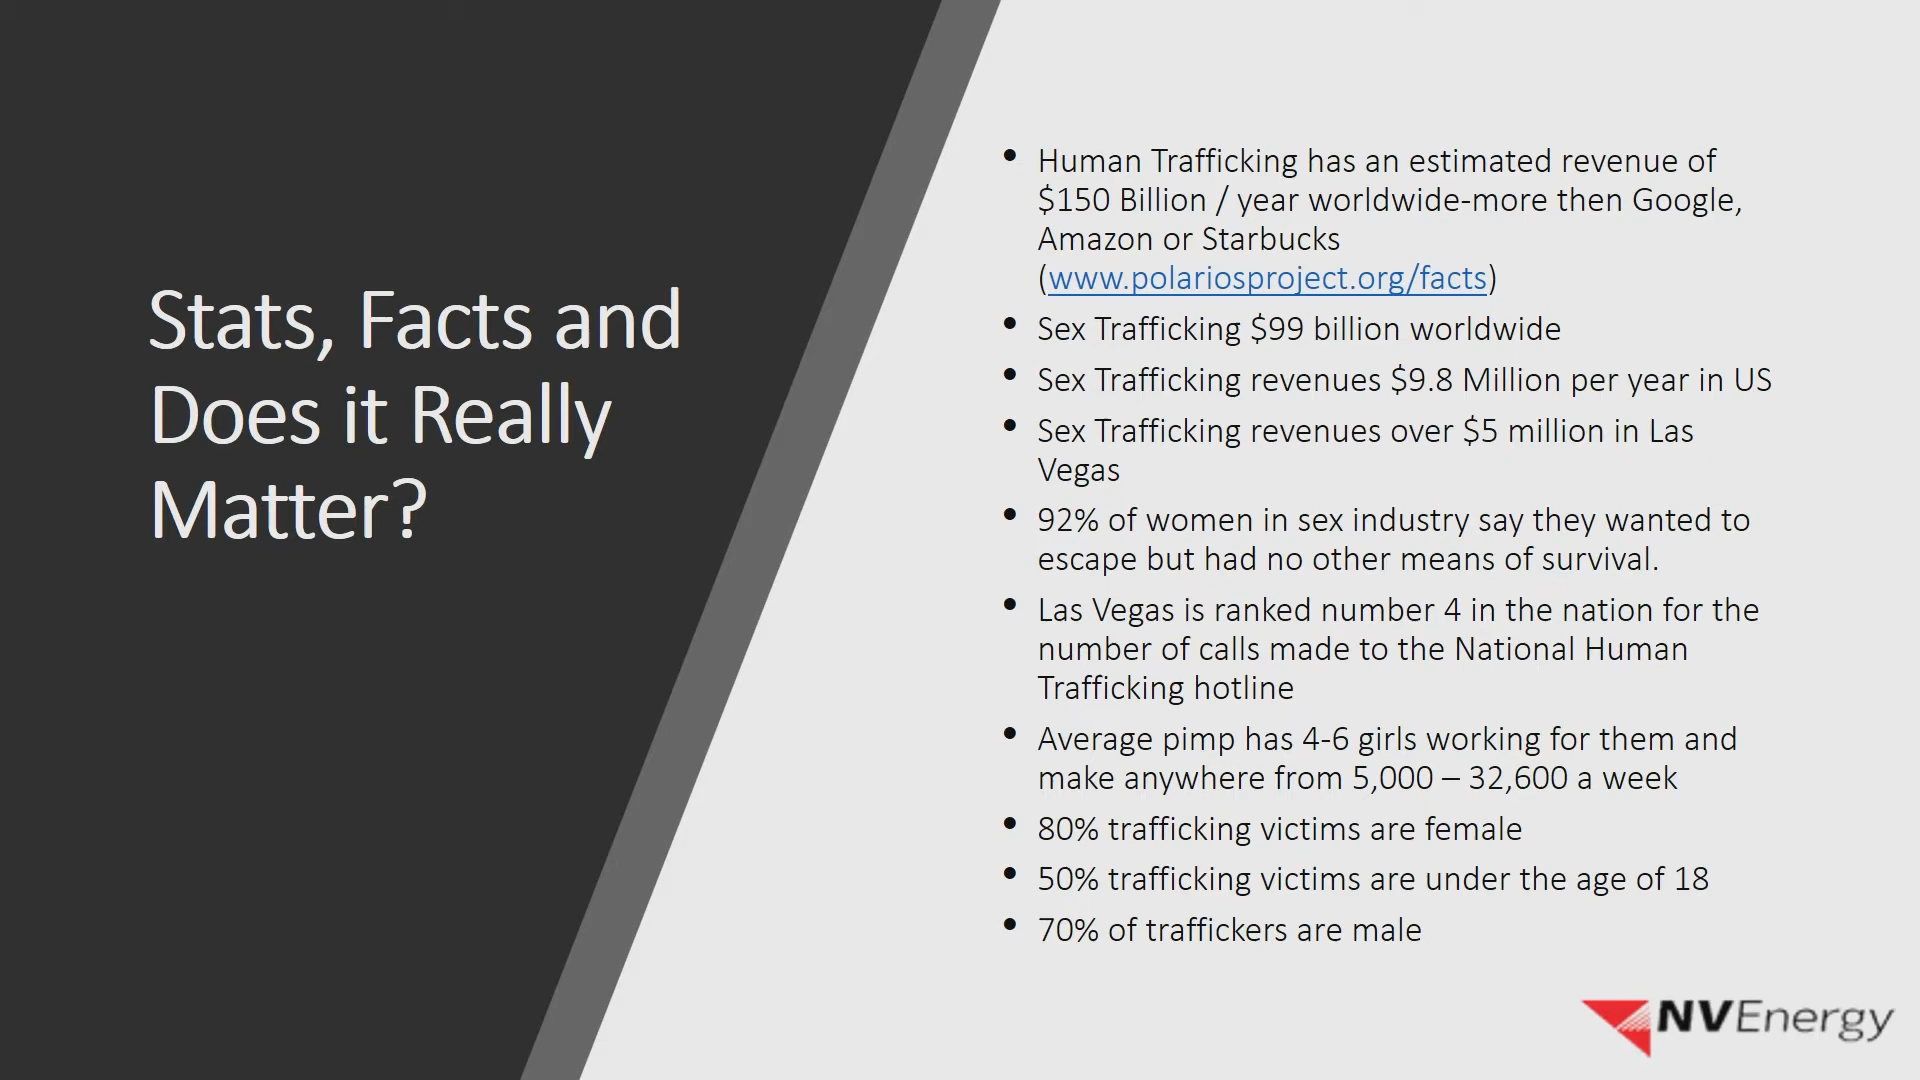 Stats, Facts and
Does it Really
Matter?
• Human Trafficking has an estimated revenue of
$150 Billion / year worldwide-more then Google,
Amazon or Starbucks
(www.polariosproject.org/facts)
• Sex Trafficking $99 billion worldwide
• Sex Trafficking revenues $9.8 Million per year in US
• Sex Trafficking revenues over $5 million in Las
Vegas
• 92% of women in sex industry say they wanted to
escape but had no other means of survival.
• Las Vegas is ranked number 4 in the nation for the
number of calls made to the National Human
Trafficking hotline
• Average pimp has 4-6 girls working for them and
make anywhere from 5,000 – 32,600 a week
• 80% trafficking victims are female
• 50% trafficking victims are under the age of 18
• 70% of traffickers are male
NVEnergy